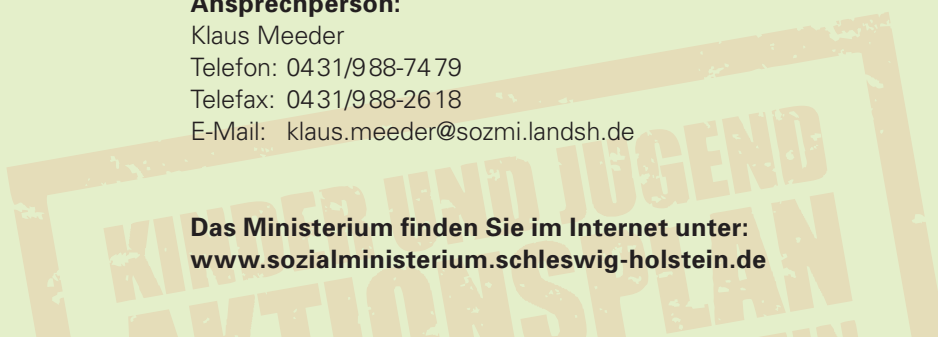 Ansprechperson:
Klaus Meeder
Telefon: 0431/988-7479
Telefax: 0431/988-2618
E-Mail: klaus.meeder@sozmi.landsh.de
KINDER UND JUGEND
Das Ministerium finden Sie im Internet unter:
www.sozialministerium.schleswig-holstein.de
AKTIONSPLAN